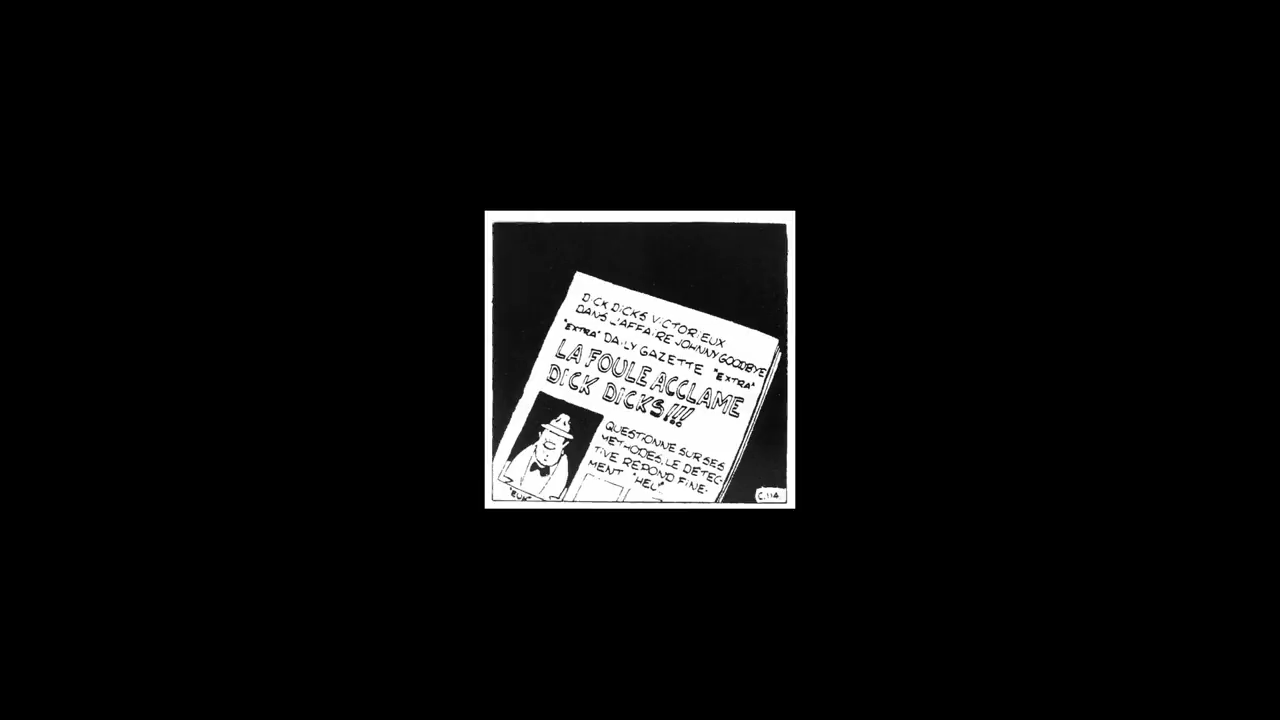 DICK DICKS VICTORIEUX
DANS L'AFFAIRE JOHNNY GOODBYE
"EXTRA" DAILY GAZETTE "EXTRA"
LA FOULE ACCLAME
DICK DICKS!!!
QUESTIONNÉ SUR SES
MÉTHODES, LE DÉTEC-
TIVE RÉPOND FINE-
MENT "HEU"
"EUH"
C.114